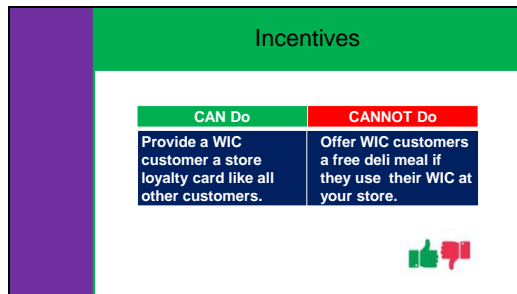 Incentives
CAN Do
CANNOT Do
Provide a WIC
customer a store
loyalty card like all
other customers.
Offer WIC customers
a free deli meal if
they use their WIC at
your store.